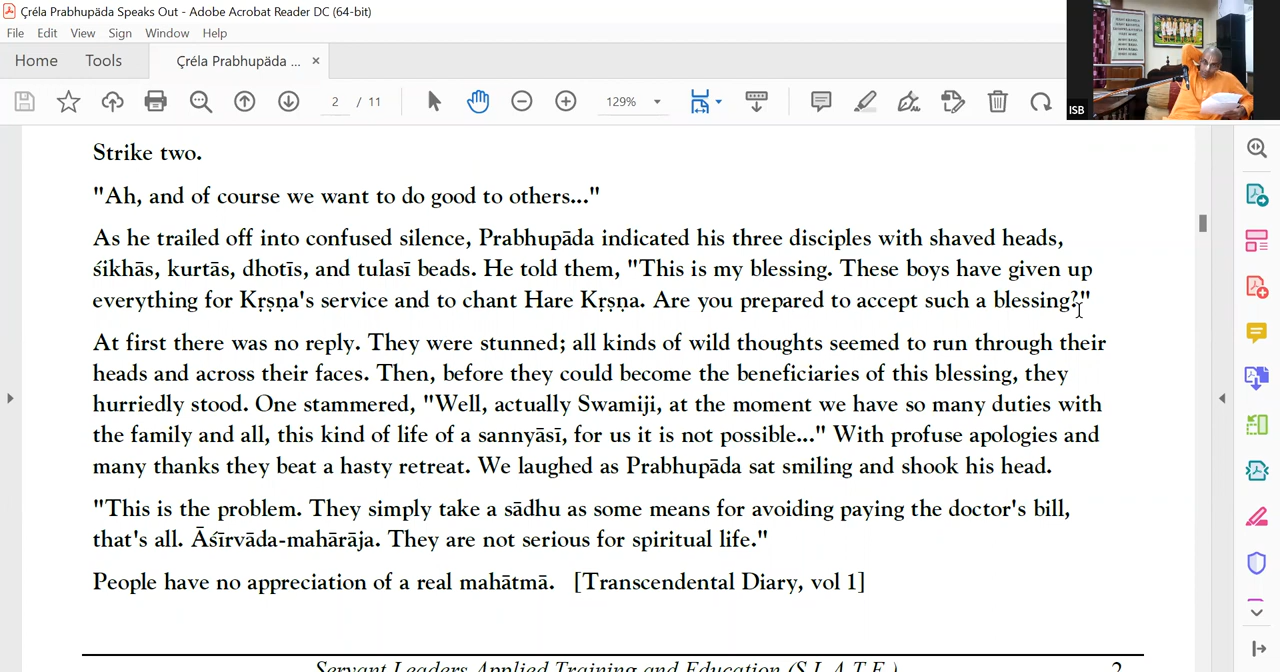 Çréla Prabhupäda Speaks Out - Adobe Acrobat Reader DC (64-bit)
File Edit View Sign Window Help
Home Tools Çréla Prabhupäda ... ×
2 / 11 129%
ISB
Strike two.
"Ah, and of course we want to do good to others..."
As he trailed off into confused silence, Prabhupāda indicated his three disciples with shaved heads,
śikhās, kurtās, dhotīs, and tulasī beads. He told them, "This is my blessing. These boys have given up
everything for Kṛṣṇa's service and to chant Hare Kṛṣṇa. Are you prepared to accept such a blessing?"
At first there was no reply. They were stunned; all kinds of wild thoughts seemed to run through their
heads and across their faces. Then, before they could become the beneficiaries of this blessing, they
hurriedly stood. One stammered, "Well, actually Swamiji, at the moment we have so many duties with
the family and all, this kind of life of a sannyāsī, for us it is not possible..." With profuse apologies and
many thanks they beat a hasty retreat. We laughed as Prabhupāda sat smiling and shook his head.
"This is the problem. They simply take a sādhu as some means for avoiding paying the doctor's bill,
that's all. Āśīrvāda-mahārāja. They are not serious for spiritual life."
People have no appreciation of a real mahātmā. [Transcendental Diary, vol 1]
Servant Leaders Applied Training and Education (S.L.A.T.E.) 2